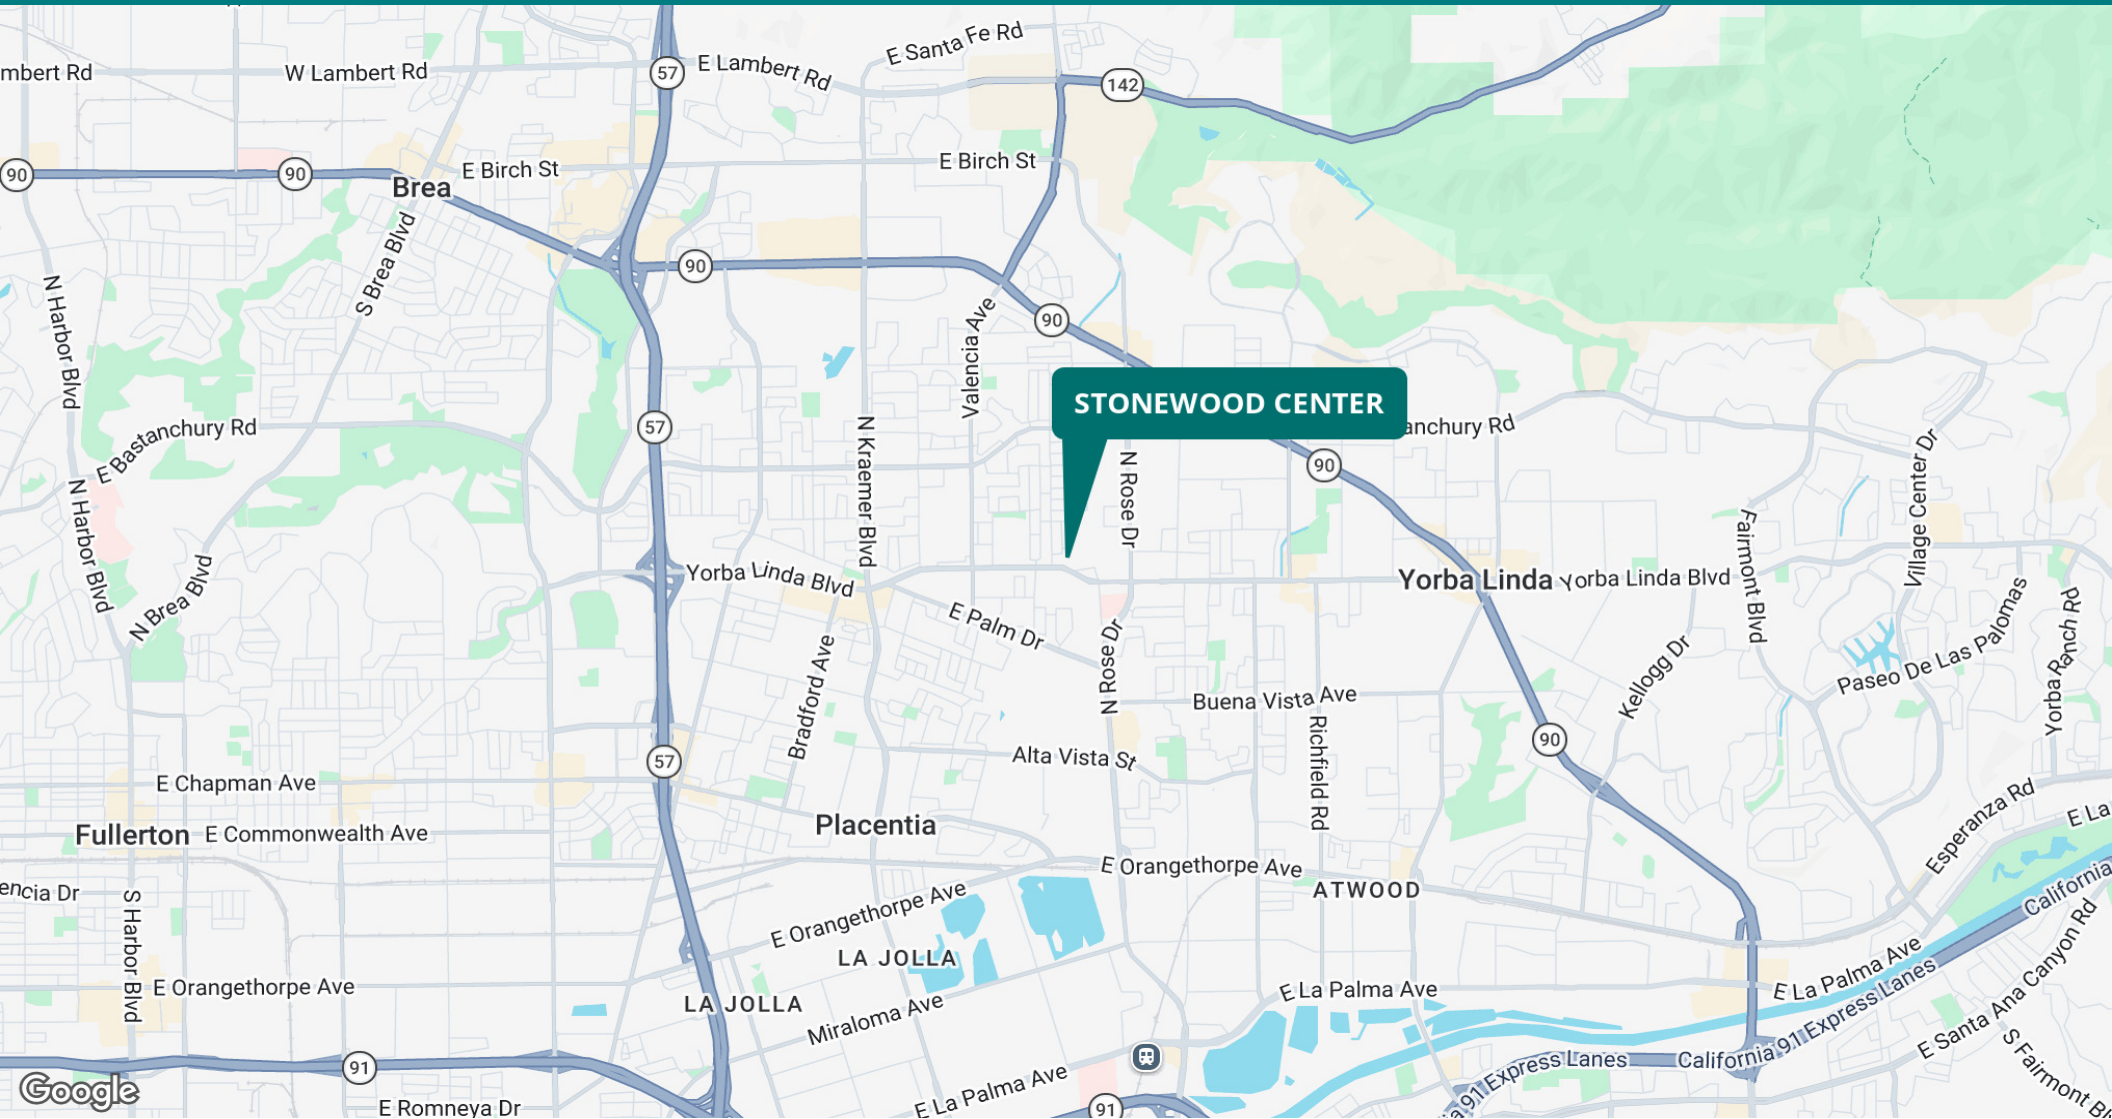 E Santa Fe Rd
mbert Rd
W Lambert Rd
57
E Lambert Rd
142
E Birch St
E Birch St
90
90
Brea
S Brea Blvd
90
N Harbor Blvd
Valencia Ave
90
STONEWOOD CENTER
E Bastanchury Rd
57
anchury Rd
N Kraemer Blvd
N Rose Dr
90
Village Center Dr
N Harbor Blvd
Fairmont Blvd
N Brea Blvd
Yorba Linda Blvd
Yorba Linda
Yorba Linda Blvd
E Palm Dr
N Rose Dr
Bradford Ave
Kellogg Dr
Paseo De Las Palomas
Yorba Ranch Rd
Buena Vista Ave
Richfield Rd
90
57
Alta Vista St
E Chapman Ave
Fullerton
E Commonwealth Ave
Placentia
Esperanza Rd
E La
E Orangethorpe Ave
ATWOOD
encia Dr
S Harbor Blvd
E Orangethorpe Ave
California
LA JOLLA
E Orangethorpe Ave
LA JOLLA
Miraloma Ave
E La Palma Ave
E La Palma Ave
California 91 Express Lanes
E Santa Ana Canyon Rd
S Fairmont Bl
91
ia 91 Express Lanes
E La Palma Ave
91
Google
E Romneya Dr